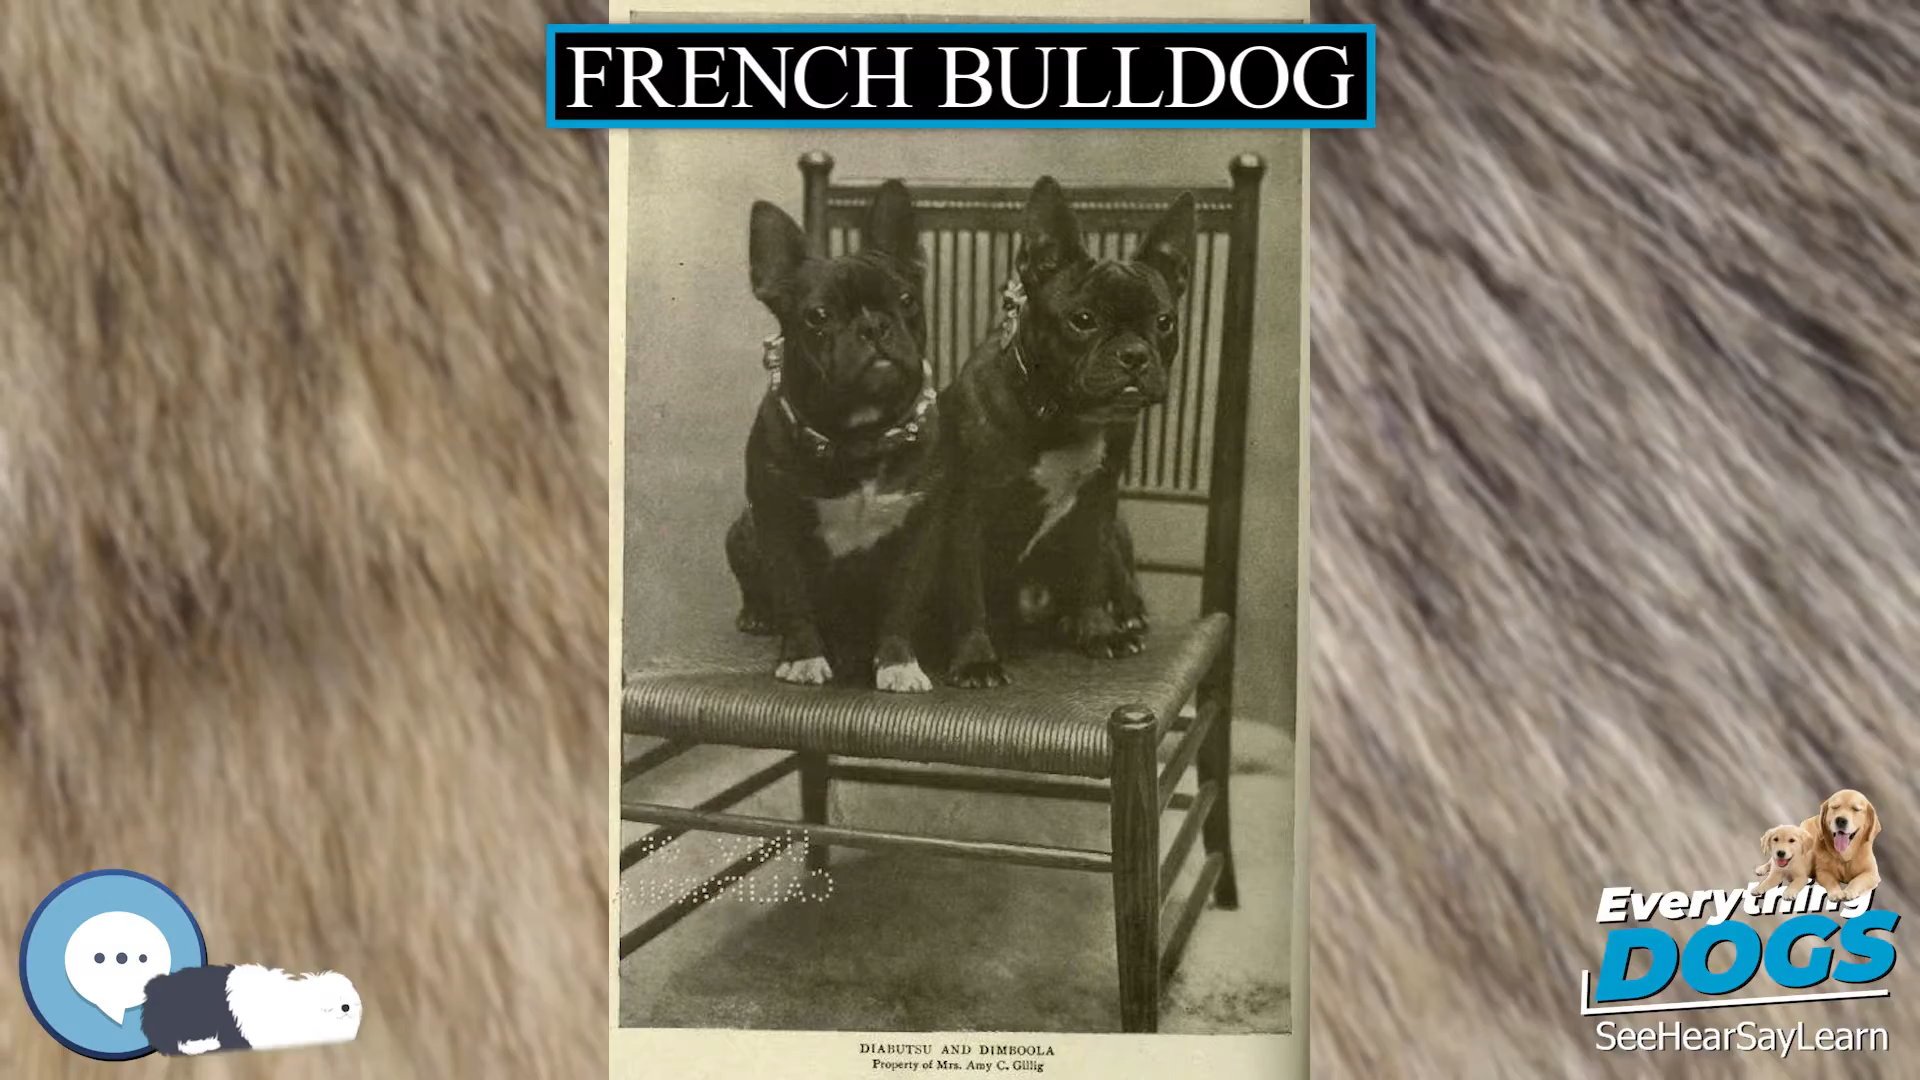 FRENCH BULLDOG
DIABUTSU AND DIMBOOLA
Property of Mrs. Amy C. Gillig
Everything
DOGS
SeeHearSayLearn